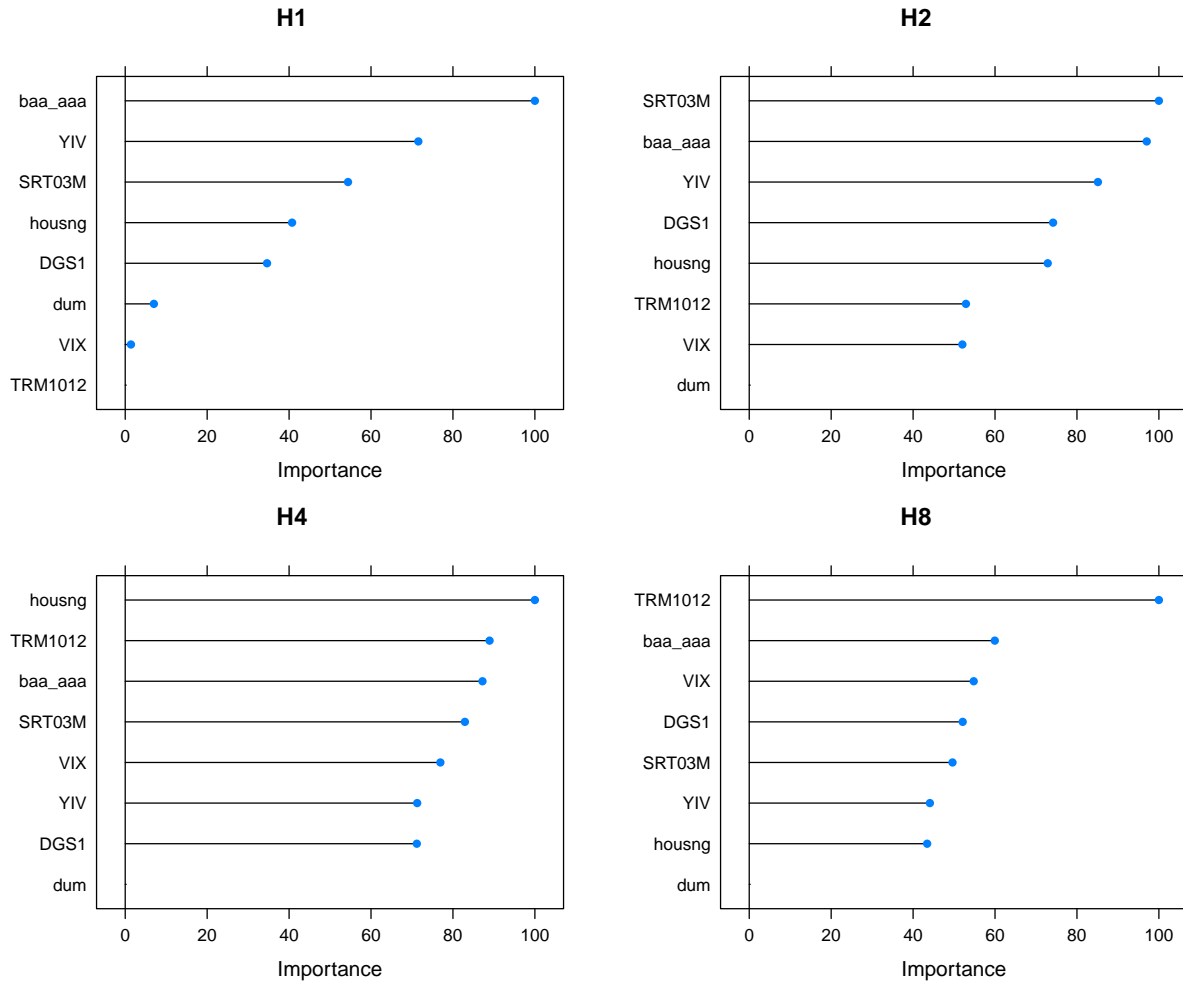 H1
baa_aaa
YIV
SRT03M
housng
DGS1
dum
VIX
TRM1012
0 20 40 60 80 100
Importance
H2
SRT03M
baa_aaa
YIV
DGS1
housng
TRM1012
VIX
dum
0 20 40 60 80 100
Importance
H4
housng
TRM1012
baa_aaa
SRT03M
VIX
YIV
DGS1
dum
0 20 40 60 80 100
Importance
H8
TRM1012
baa_aaa
VIX
DGS1
SRT03M
YIV
housng
dum
0 20 40 60 80 100
Importance